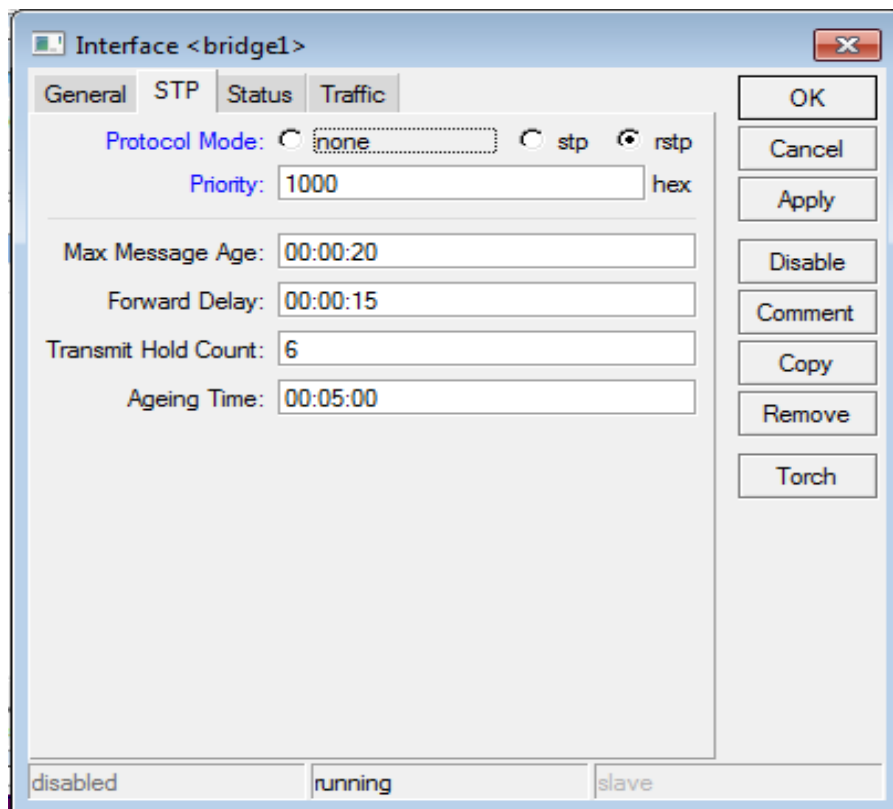 Interface <bridge1>
General STP Status Traffic
Protocol Mode: none stp rstp
Priority: 1000 hex
Max Message Age: 00:00:20
Forward Delay: 00:00:15
Transmit Hold Count: 6
Ageing Time: 00:05:00
OK
Cancel
Apply
Disable
Comment
Copy
Remove
Torch
disabled running slave